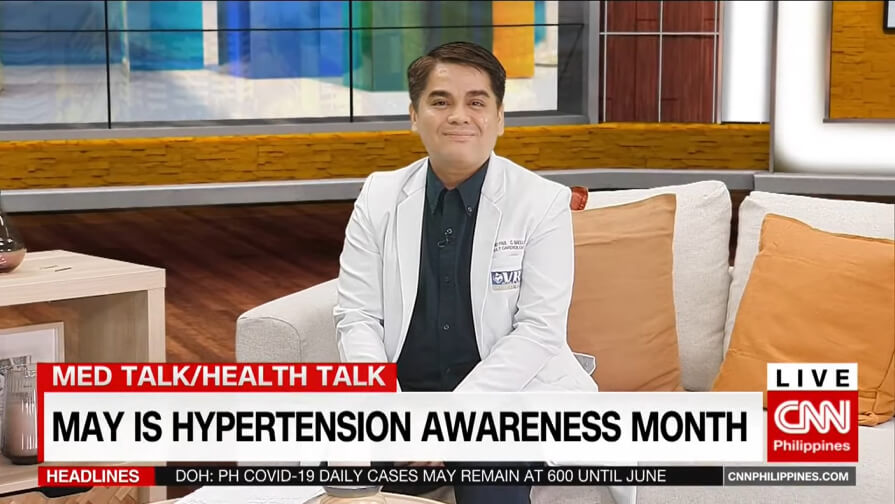 MED TALK/HEALTH TALK
MAY IS HYPERTENSION AWARENESS MONTH
LIVE
CNN
Philippines
HEADLINES
DOH: PH COVID-19 DAILY CASES MAY REMAIN AT 600 UNTIL JUNE
CNNPHILIPPINES.COM